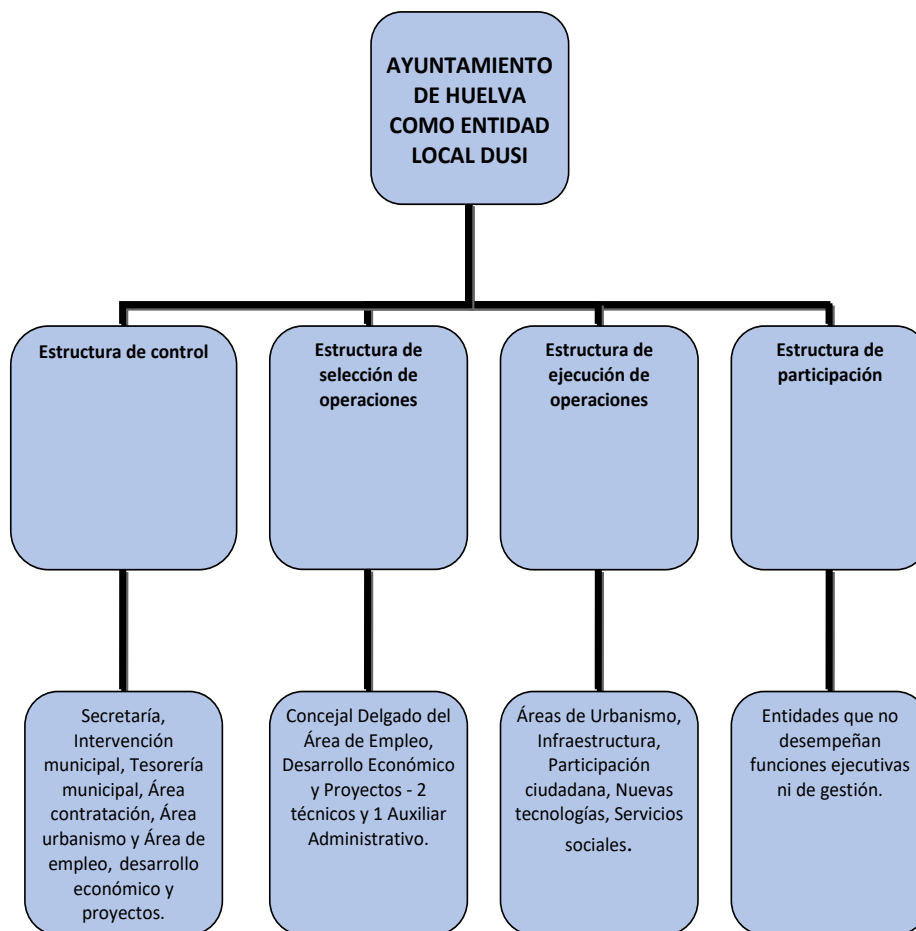 AYUNTAMIENTO
DE HUELVA
COMO ENTIDAD
LOCAL DUSI
Estructura de control
Estructura de
selección de
operaciones
Estructura de
ejecución de
operaciones
Estructura de
participación
Secretaría,
Intervención
municipal, Tesorería
municipal, Área
contratación, Área
urbanismo y Área de
empleo, desarrollo
económico y
proyectos.
Concejal Delgado del
Área de Empleo,
Desarrollo Económico
y Proyectos - 2
técnicos y 1 Auxiliar
Administrativo.
Áreas de Urbanismo,
Infraestructura,
Participación
ciudadana, Nuevas
tecnologías, Servicios
sociales.
Entidades que no
desempeñan
funciones ejecutivas
ni de gestión.